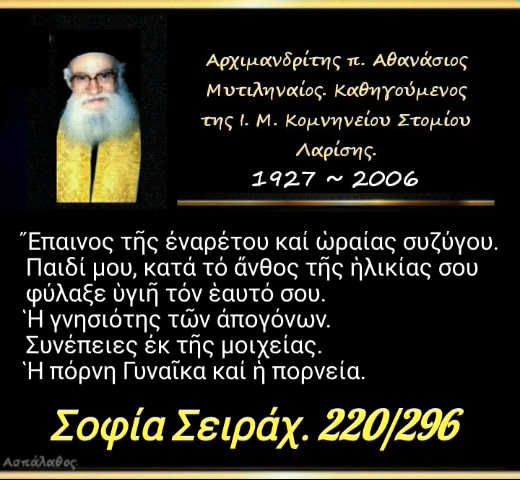 Αρχιμανδρίτης π. Αθανάσιος
Μυτιληναίος. Καθηγούμενος
της Ι. Μ. Κομνηνείου Στομίου
Λαρίσης.
1927 ~ 2006
Ἔπαινος τῆς ἐναρέτου καί ὡραίας συζύγου.
Παιδί μου, κατά τό ἄνθος τῆς ἡλικίας σου
φύλαξε ὑγιῆ τόν ἑαυτό σου.
Ἡ γνησιότης τῶν ἀπογόνων.
Συνέπειες ἐκ τῆς μοιχείας.
Ἡ πόρνη Γυναῖκα καί ἡ πορνεία.
Σοφία Σειράχ. 220/296
Ασπάλαθος.